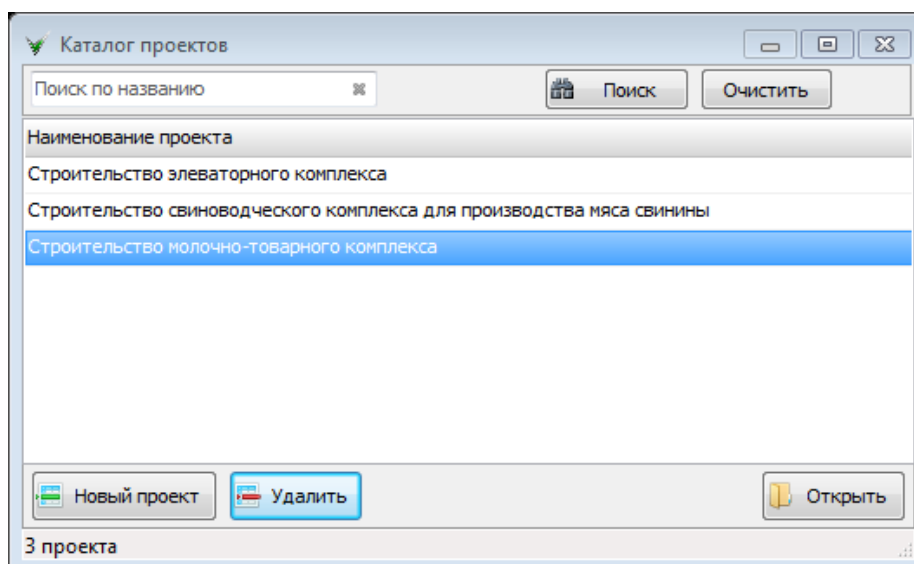 Каталог проектов
Поиск по названию Поиск Очистить
Наименование проекта
Строительство элеваторного комплекса
Строительство свиноводческого комплекса для производства мяса свинины
Строительство молочно-товарного комплекса
Новый проект Удалить Открыть
3 проекта